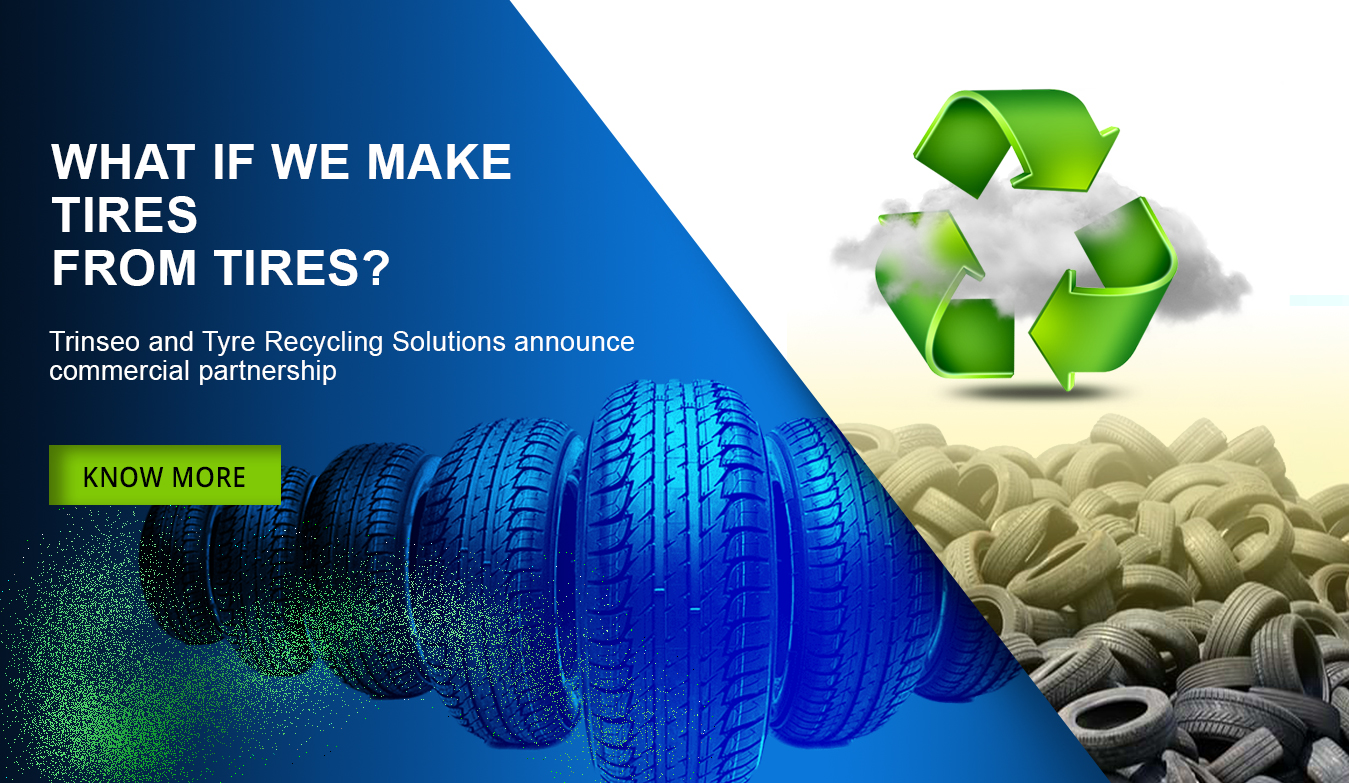 WHAT IF WE MAKE
TIRES
FROM TIRES?
Trinseo and Tyre Recycling Solutions announce
commercial partnership
KNOW MORE